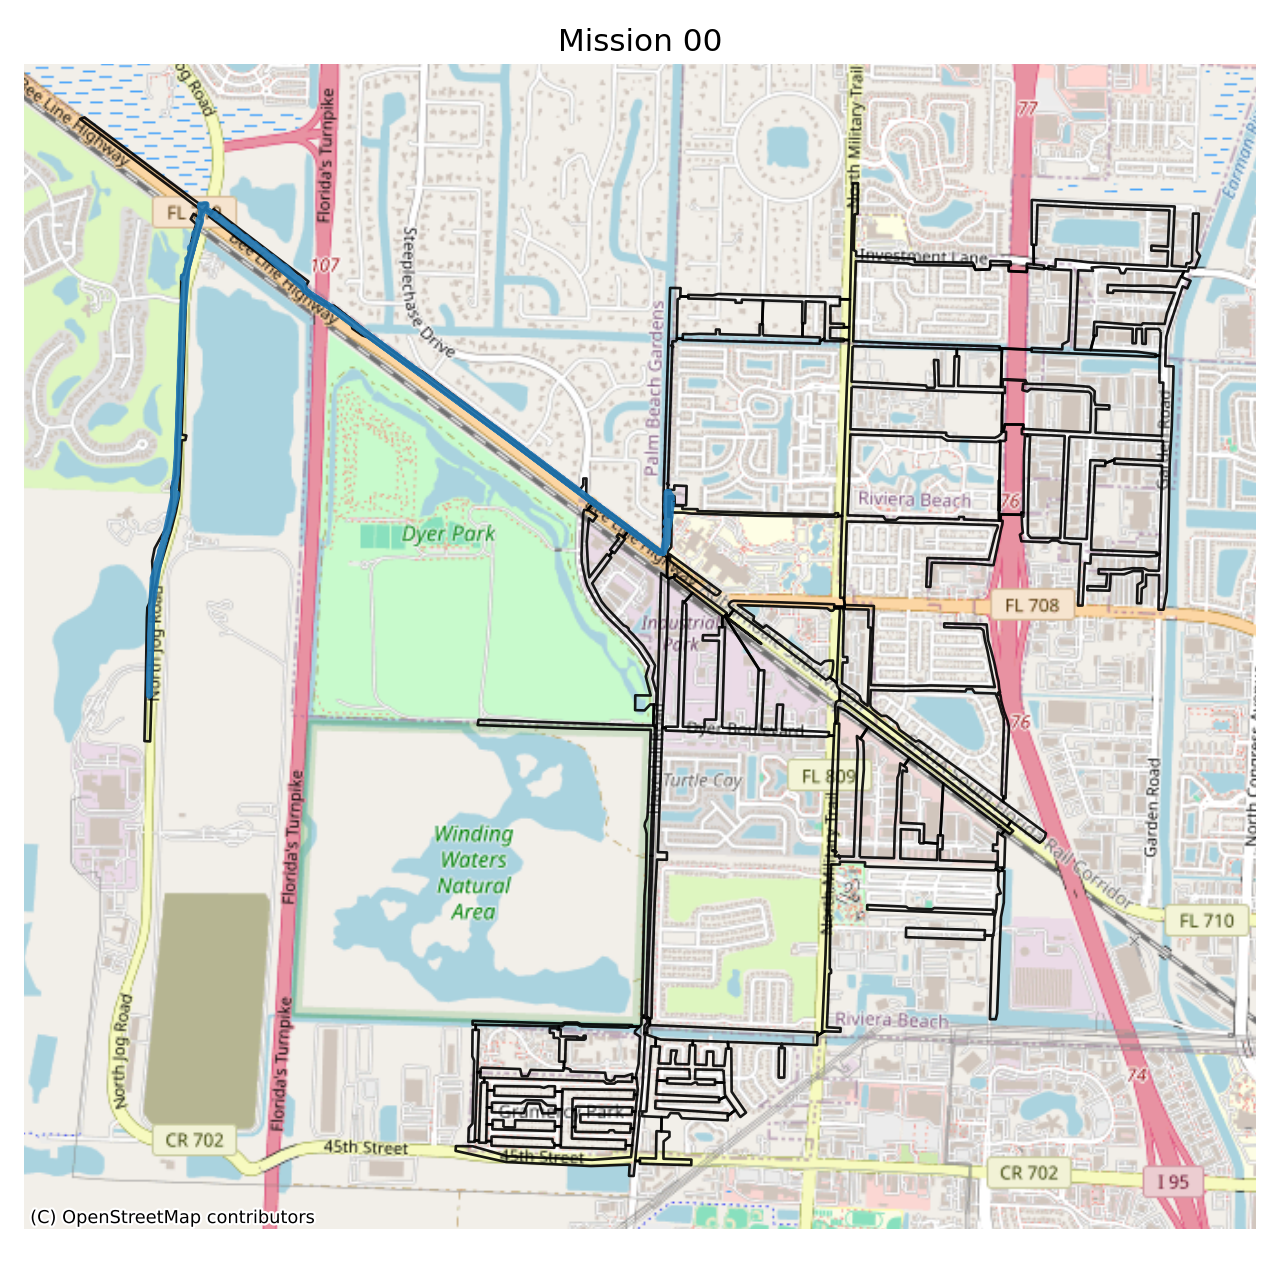 Mission 00
Bee Line Highway
og Road
Florida's Turnpike
North Military Trail
77
Earman Ri
FL
Bee Line Highway
107
Steeplechase Drive
Investment Lane
Palm Beach Gardens
Riviera Beach
76
Dyer Park
FL 708
Industrial
Park
North Jog Road
76
Dyer Boulevard
Turtle Cay
FL 809
Garden Road
North Congress Avenue
Florida's Turnpike
Winding
Waters
Natural
Area
Rail Corridor
FL 710
North Jog Road
Florida's Turnpike
Riviera Beach
74
Gramercy Park
CR 702
45th Street
45th Street
CR 702
I 95
(C) OpenStreetMap contributors